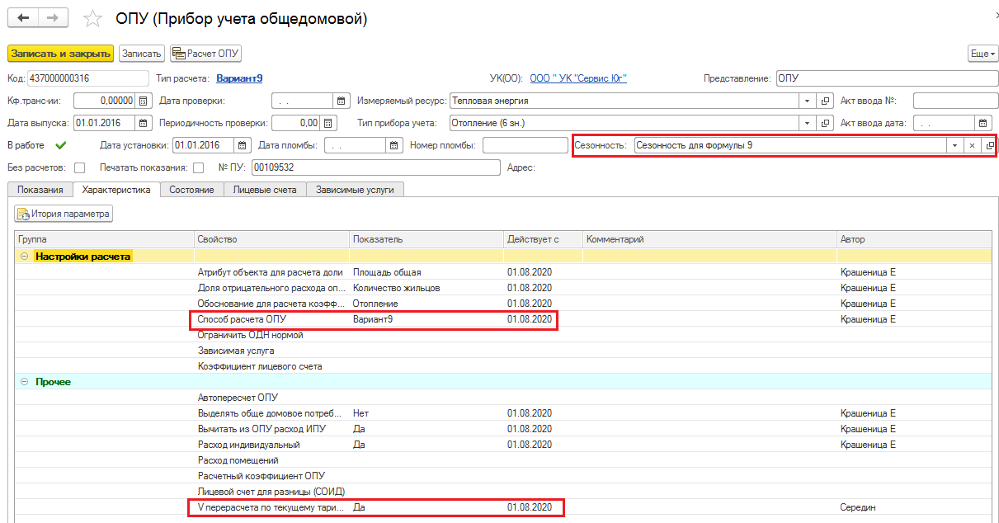 ОПУ (Прибор учета общедомовой)
Записать и закрыть Записать Расчет ОПУ Еще
Код: 437000000316 Тип расчета: Вариант9 УК(ОО): ООО " УК "Сервис Юг" Представление: ОПУ
Кф.транс-ии: 0,00000 Дата проверки: . . Измеряемый ресурс: Тепловая энергия Акт ввода №:
Дата выпуска: 01.01.2016 Периодичность проверки: 0,00 Тип прибора учета: Отопление (6 зн.) Акт ввода дата: . .
В работе Дата установки: 01.01.2016 Дата пломбы: . . Номер пломбы: Сезонность: Сезонность для формулы 9
Без расчетов: Печатать показания: № ПУ: 00109532 Адрес:
Показания Характеристика Состояние Лицевые счета Зависимые услуги
Итория параметра
Группа Свойство Показатель Действует с Комментарий Автор
Настройки расчета
Атрибут объекта для расчета доли Площадь общая 01.08.2020 Крашеница Е
Доля отрицательного расхода оп... Количество жильцов 01.08.2020 Крашеница Е
Обоснование для расчета коэфф... Отопление 01.08.2020 Крашеница Е
Способ расчета ОПУ Вариант9 01.08.2020 Крашеница Е
Ограничить ОДН нормой
Зависимая услуга
Коэффициент лицевого счета
Прочее
Автопересчет ОПУ
Выделять обще домовое потреб... Нет 01.08.2020 Крашеница Е
Вычитать из ОПУ расход ИПУ Да 01.08.2020 Крашеница Е
Расход индивидуальный Да 01.08.2020 Крашеница Е
Расход помещений
Расчетный коэффициент ОПУ
Лицевой счет для разницы (СОИД)
V перерасчета по текущему тари... Да 01.08.2020 Середин